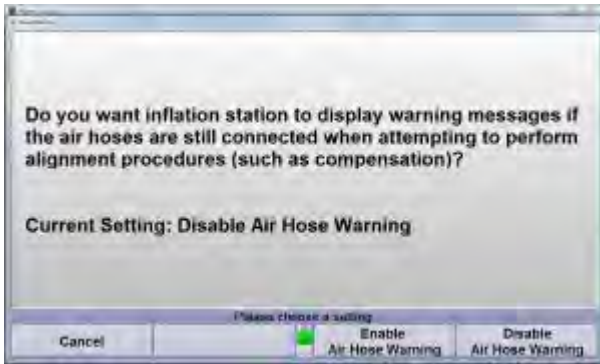 Do you want inflation station to display warning messages if
the air hoses are still connected when attempting to perform
alignment procedures (such as compensation)?
Current Setting: Disable Air Hose Warning
Please choose a setting
Cancel
Enable
Air Hose Warning
Disable
Air Hose Warning